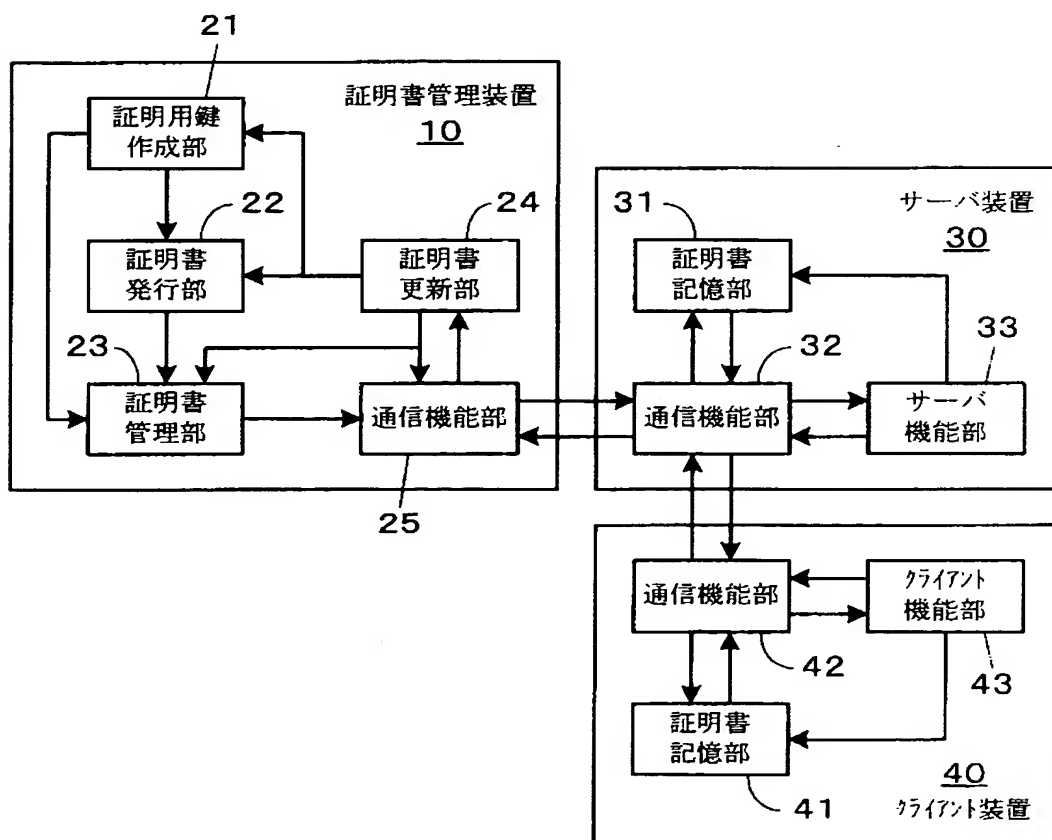 21
証明用鍵
作成部
証明書管理装置
10
22
証明書
発行部
24
証明書
更新部
23
証明書
管理部
通信機能部
25
サーバ装置
30
31
証明書
記憶部
32
通信機能部
33
サーバ
機能部
通信機能部
42
クライアント
機能部
43
証明書
記憶部
41
40
クライアント装置